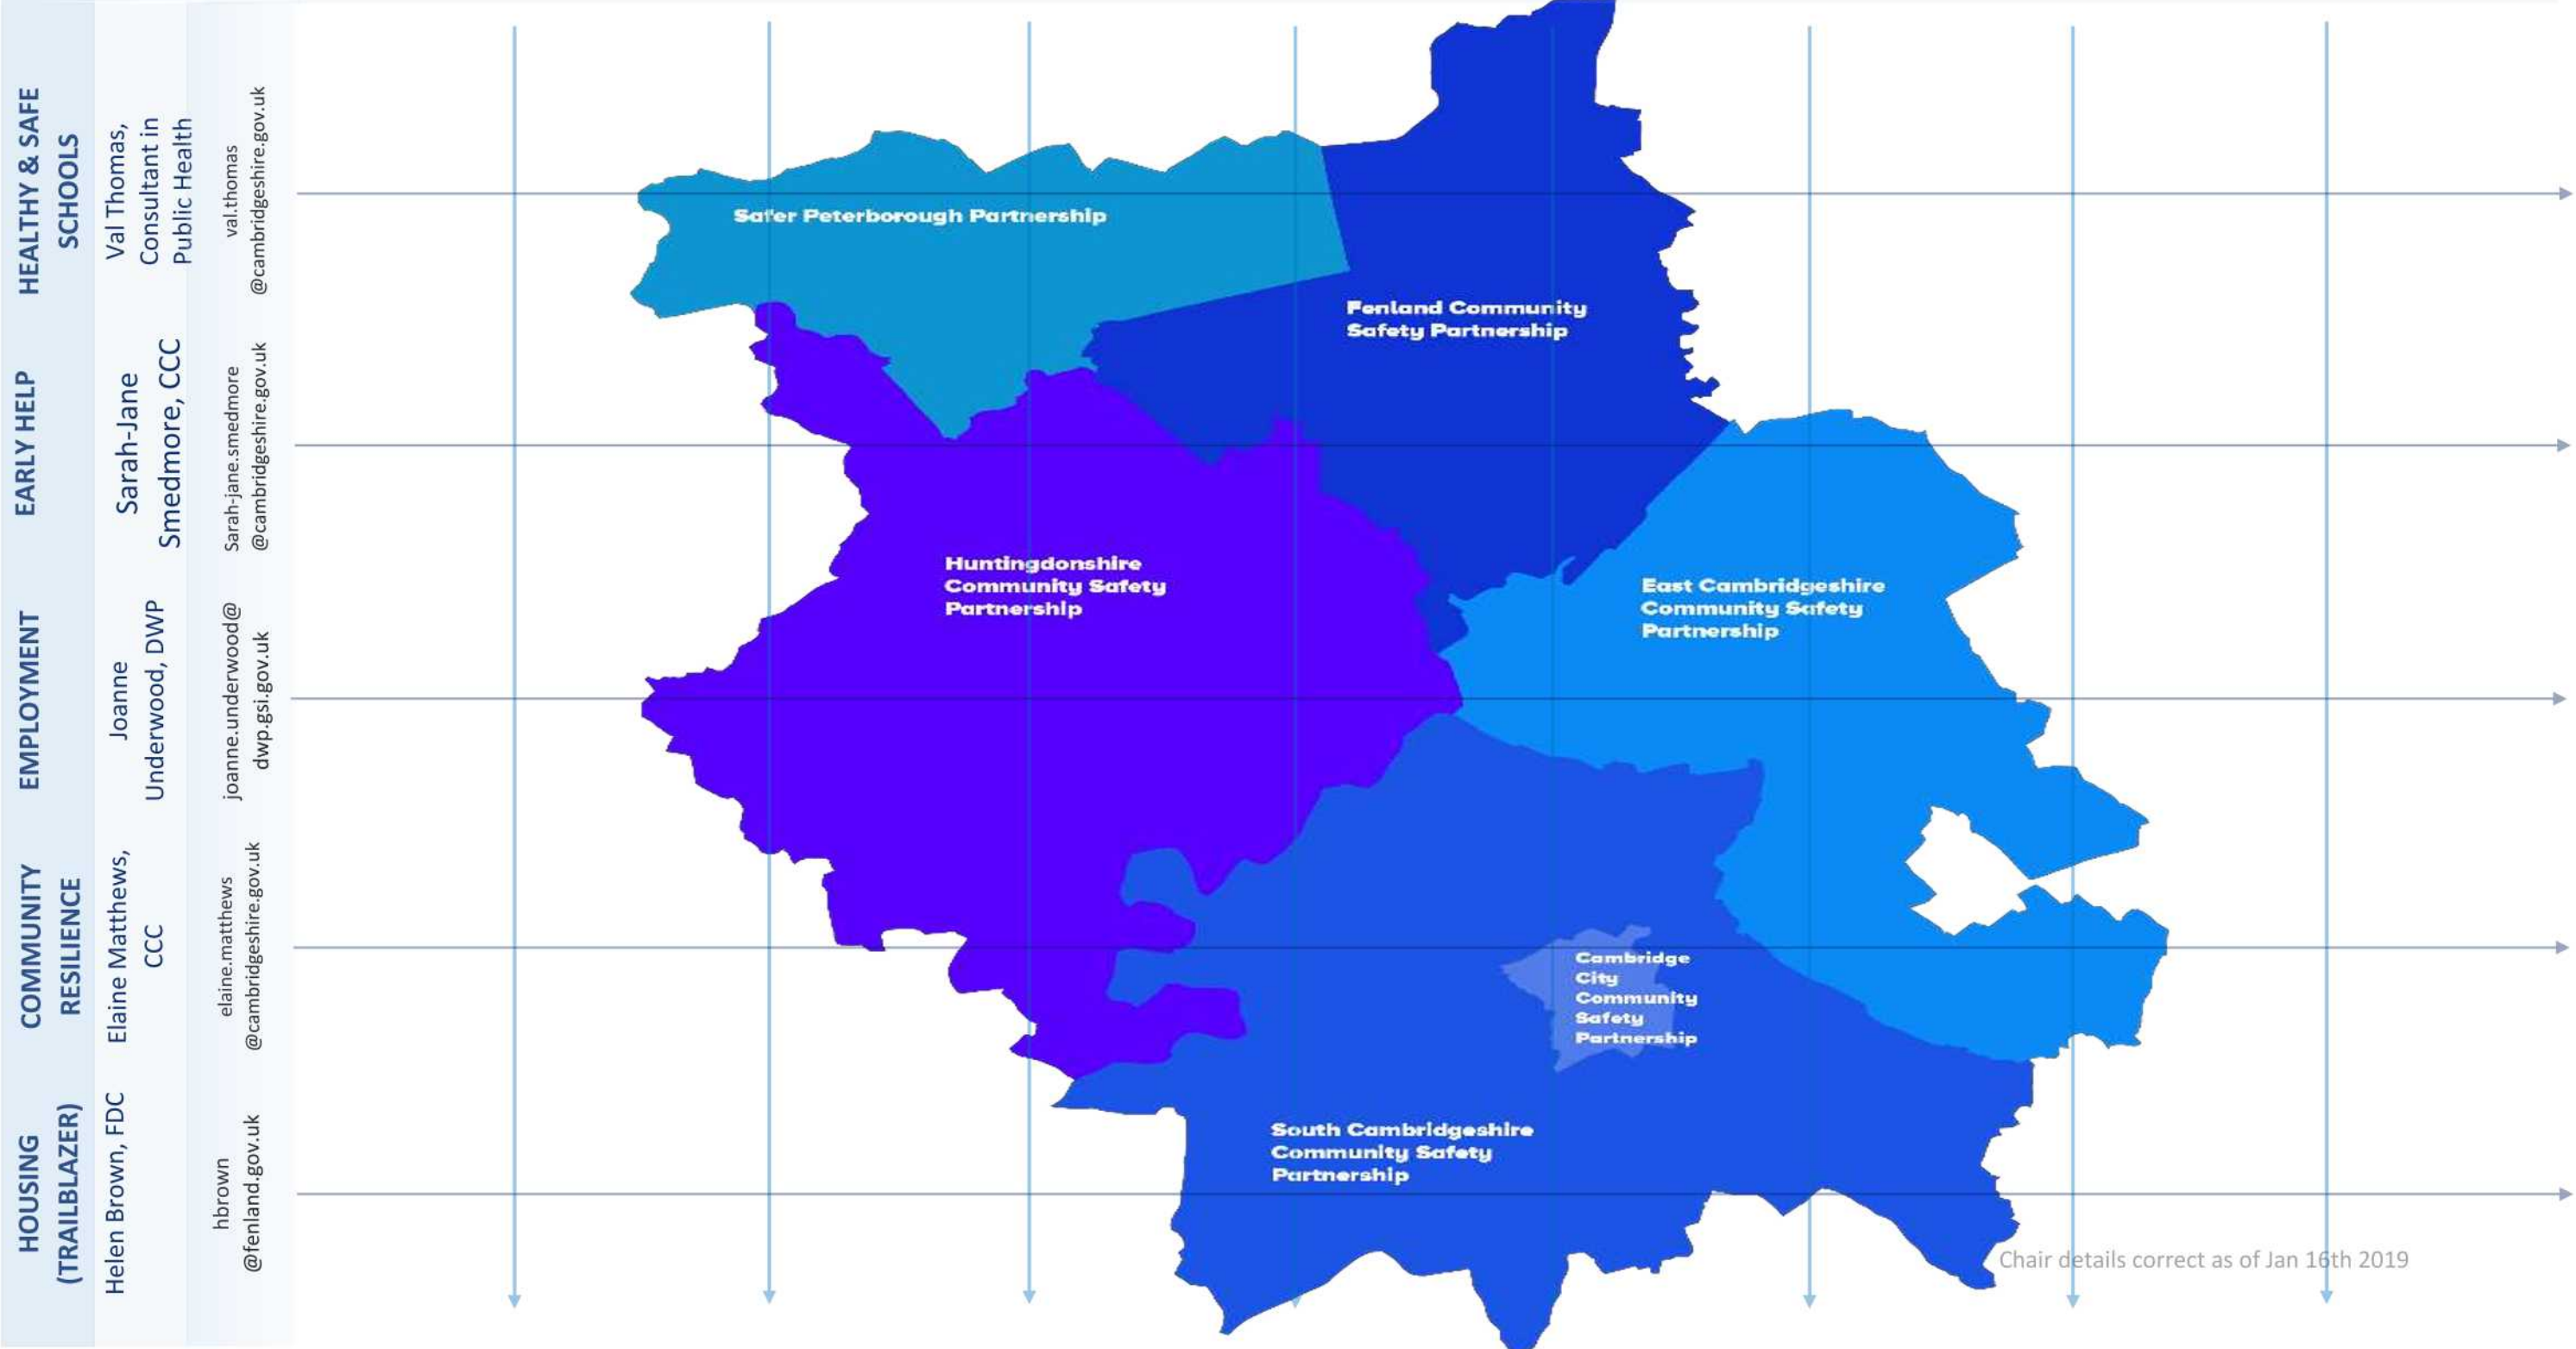 HEALTHY & SAFE
SCHOOLS
Val Thomas,
Consultant in
Public Health
val.thomas
@cambridgeshire.gov.uk
EARLY HELP
Sarah-Jane
Smedmore, CCC
Sarah-jane.smedmore
@cambridgeshire.gov.uk
EMPLOYMENT
Joanne
Underwood, DWP
joanne.underwood@
dwp.gsi.gov.uk
COMMUNITY
RESILIENCE
Elaine Matthews,
CCC
elaine.matthews
@cambridgeshire.gov.uk
HOUSING
(TRAILBLAZER)
Helen Brown, FDC
hbrown
@fenland.gov.uk
Safer Peterborough Partnership
Fenland Community
Safety Partnership
Huntingdonshire
Community Safety
Partnership
East Cambridgeshire
Community Safety
Partnership
Cambridge
City
Community
Safety
Partnership
South Cambridgeshire
Community Safety
Partnership
Chair details correct as of Jan 16th 2019